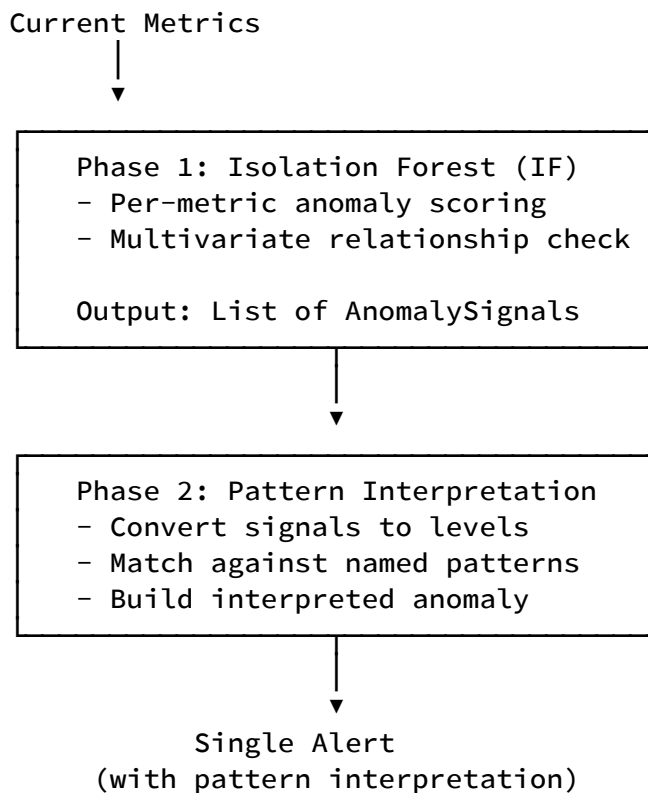 Current Metrics
Phase 1: Isolation Forest (IF)
- Per-metric anomaly scoring
- Multivariate relationship check
Output: List of AnomalySignals
Phase 2: Pattern Interpretation
- Convert signals to levels
- Match against named patterns
- Build interpreted anomaly
Single Alert
(with pattern interpretation)